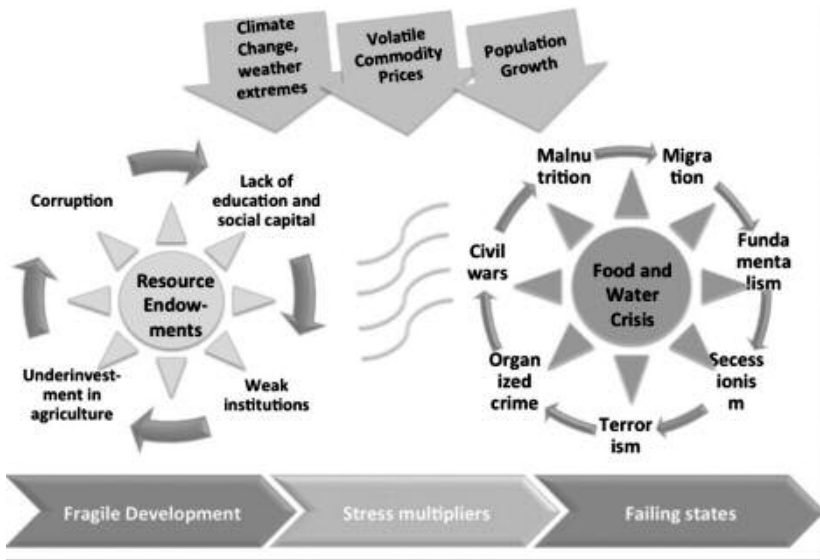 Climate
Change,
weather
extremes
Volatile
Commodity
Prices
Population
Growth
Corruption
Lack of
education and
social capital
Resource
Endow-
ments
Underinvest-
ment in
agriculture
Weak
institutions
Malnu
trition
Migra
tion
Civil
wars
Food and
Water
Crisis
Funda
menta
lism
Organ
ized
crime
Secess
ionis
m
Terror
ism
Fragile Development
Stress multipliers
Failing states